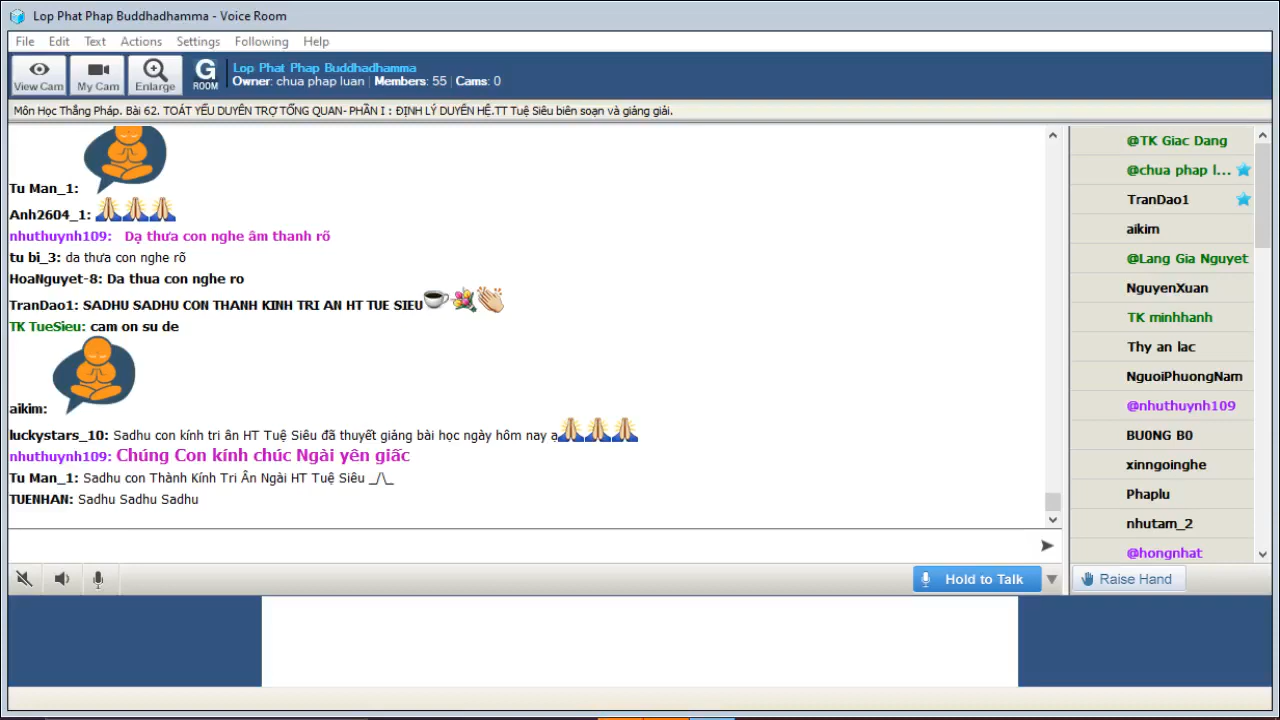 Lop Phat Phap Buddhadhamma - Voice Room
File Edit Text Actions Settings Following Help
View Cam My Cam Enlarge
G ROOM
Lop Phat Phap Buddhadhamma
Owner: chua phap luan | Members: 55 | Cams: 0
Môn Học Thắng Pháp. Bài 62. TOÁT YẾU DUYÊN TRỢ TỔNG QUAN- PHẦN I : ĐỊNH LÝ DUYÊN HỆ.TT Tuệ Siêu biên soạn và giảng giải.
Tu Man_1:
Anh2604_1:
nhuthuynh109: Dạ thưa con nghe âm thanh rõ
tu bi_3: da thưa con nghe rõ
HoaNguyet-8: Da thua con nghe ro
TranDao1: SADHU SADHU CON THANH KINH TRI AN HT TUE SIEU
TK TueSieu: cam on su de
aikim:
luckystars_10: Sadhu con kính tri ân HT Tuệ Siêu đã thuyết giảng bài học ngày hôm nay ạ
nhuthuynh109: Chúng Con kính chúc Ngài yên giấc
Tu Man_1: Sadhu con Thành Kính Tri Ân Ngài HT Tuệ Siêu _/\_
TUENHAN: Sadhu Sadhu Sadhu
@TK Giac Dang
@chua phap l...
TranDao1
aikim
@Lang Gia Nguyet
NguyenXuan
TK minhhanh
Thy an lac
NguoiPhuongNam
@nhuthuynh109
BU0NG B0
xinngoinghe
Phaplu
nhutam_2
@hongnhat
Hold to Talk
Raise Hand